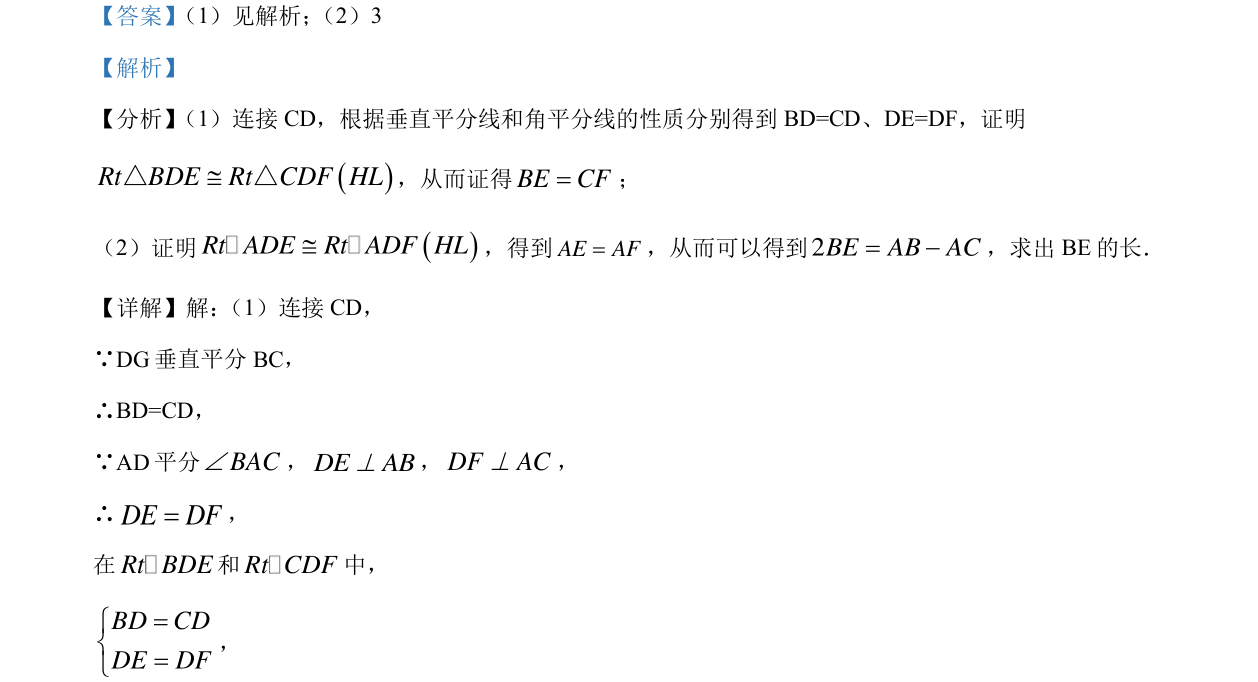 【答案】（1）见解析；（2）3
【解析】
【分析】（1）连接 CD，根据垂直平分线和角平分线的性质分别得到 BD=CD、DE=DF，证明
Rt△BDE ≅ Rt△CDF (HL)，从而证得 BE = CF；
（2）证明 Rt□ADE ≅ Rt□ADF (HL)，得到 AE = AF，从而可以得到 2BE = AB − AC，求出 BE 的长．
【详解】解：（1）连接 CD，
∵DG 垂直平分 BC，
∴BD=CD，
∵AD 平分∠BAC，DE ⊥ AB，DF ⊥ AC，
∴ DE = DF，
在 Rt□BDE 和 Rt□CDF 中，
{BD = CD
DE = DF，